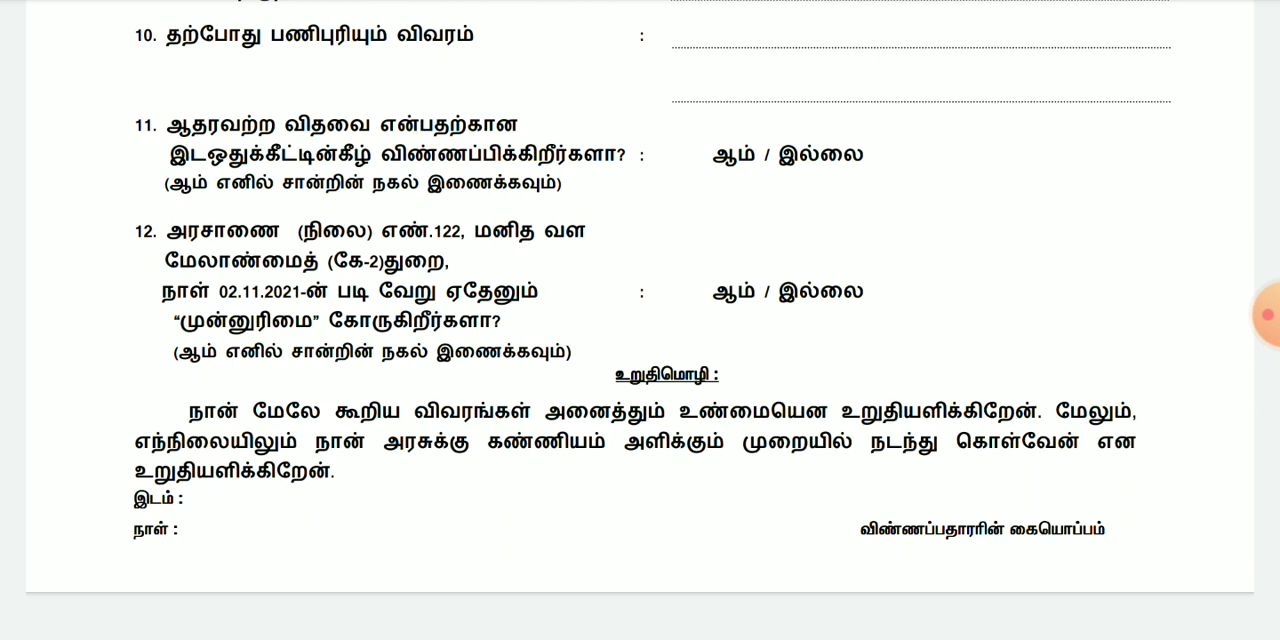 10. தற்போது பணிபுரியும் விவரம் :
11. ஆதரவற்ற விதவை என்பதற்கான
இடஒதுக்கீட்டின்கீழ் விண்ணப்பிக்கிறீர்களா? : ஆம் / இல்லை
(ஆம் எனில் சான்றின் நகல் இணைக்கவும்)
12. அரசாணை (நிலை) எண்.122, மனித வள
மேலாண்மைத் (கே-2)துறை,
நாள் 02.11.2021-ன் படி வேறு ஏதேனும் : ஆம் / இல்லை
“முன்னுரிமை” கோருகிறீர்களா?
(ஆம் எனில் சான்றின் நகல் இணைக்கவும்)
உறுதிமொழி :
நான் மேலே கூறிய விவரங்கள் அனைத்தும் உண்மையென உறுதியளிக்கிறேன். மேலும்,
எந்நிலையிலும் நான் அரசுக்கு கண்ணியம் அளிக்கும் முறையில் நடந்து கொள்வேன் என
உறுதியளிக்கிறேன்.
இடம் :
நாள் : விண்ணப்பதாரரின் கையொப்பம்